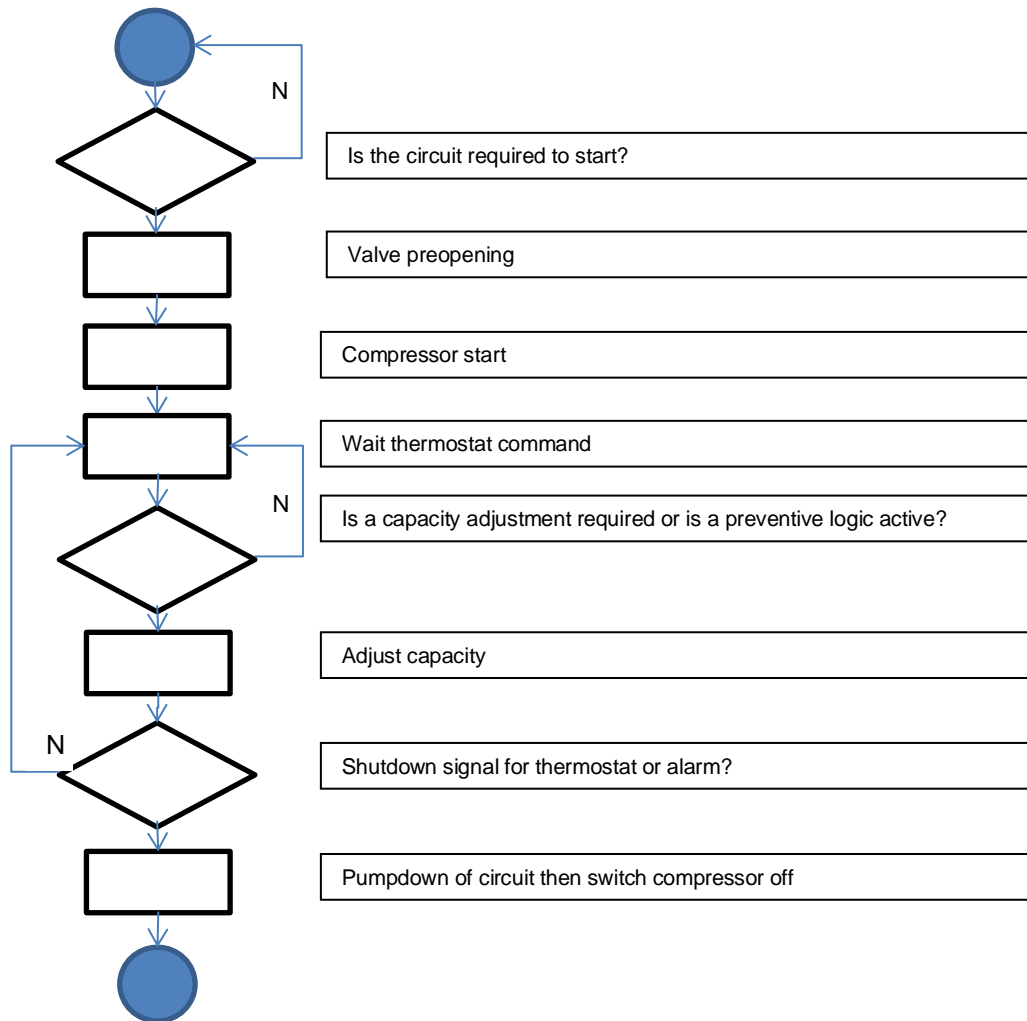 N
Is the circuit required to start?
Valve preopening
Compressor start
Wait thermostat command
N
Is a capacity adjustment required or is a preventive logic active?
Adjust capacity
N
Shutdown signal for thermostat or alarm?
Pumpdown of circuit then switch compressor off